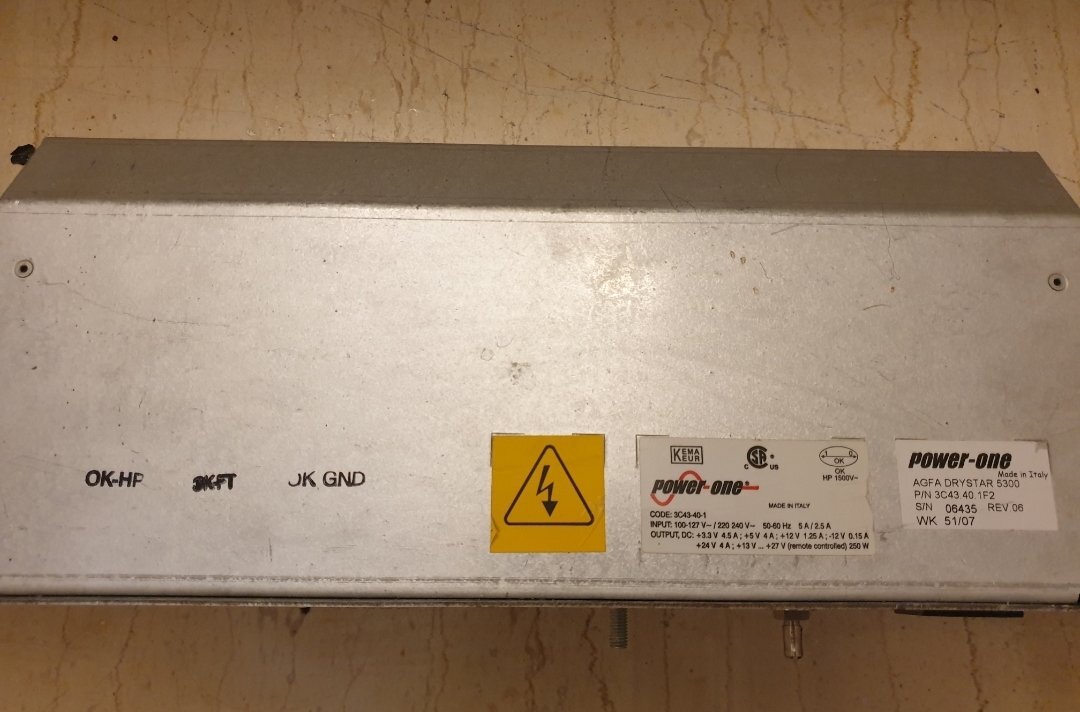 OK-HP
OK GND
KEMA
EUR
C US
1 0
OK
OK
HP 1500V~
power-one
MADE IN ITALY
CODE: 3C43-40-1
INPUT: 100-127 V~ / 220 240 V~ 50-60 Hz 5 A / 2.5 A
OUTPUT, DC: +3.3 V 4.5 A ; +5 V 4 A ; +12 V 1.25 A ; -12 V 0.15 A
+24 V 4 A ; +13 V ... +27 V (remote controlled) 250 W
power-one
Made in Italy
AGFA DRYSTAR 5300
P/N 3C43.40.1F2
S/N 06435 REV.06
WK 51/07